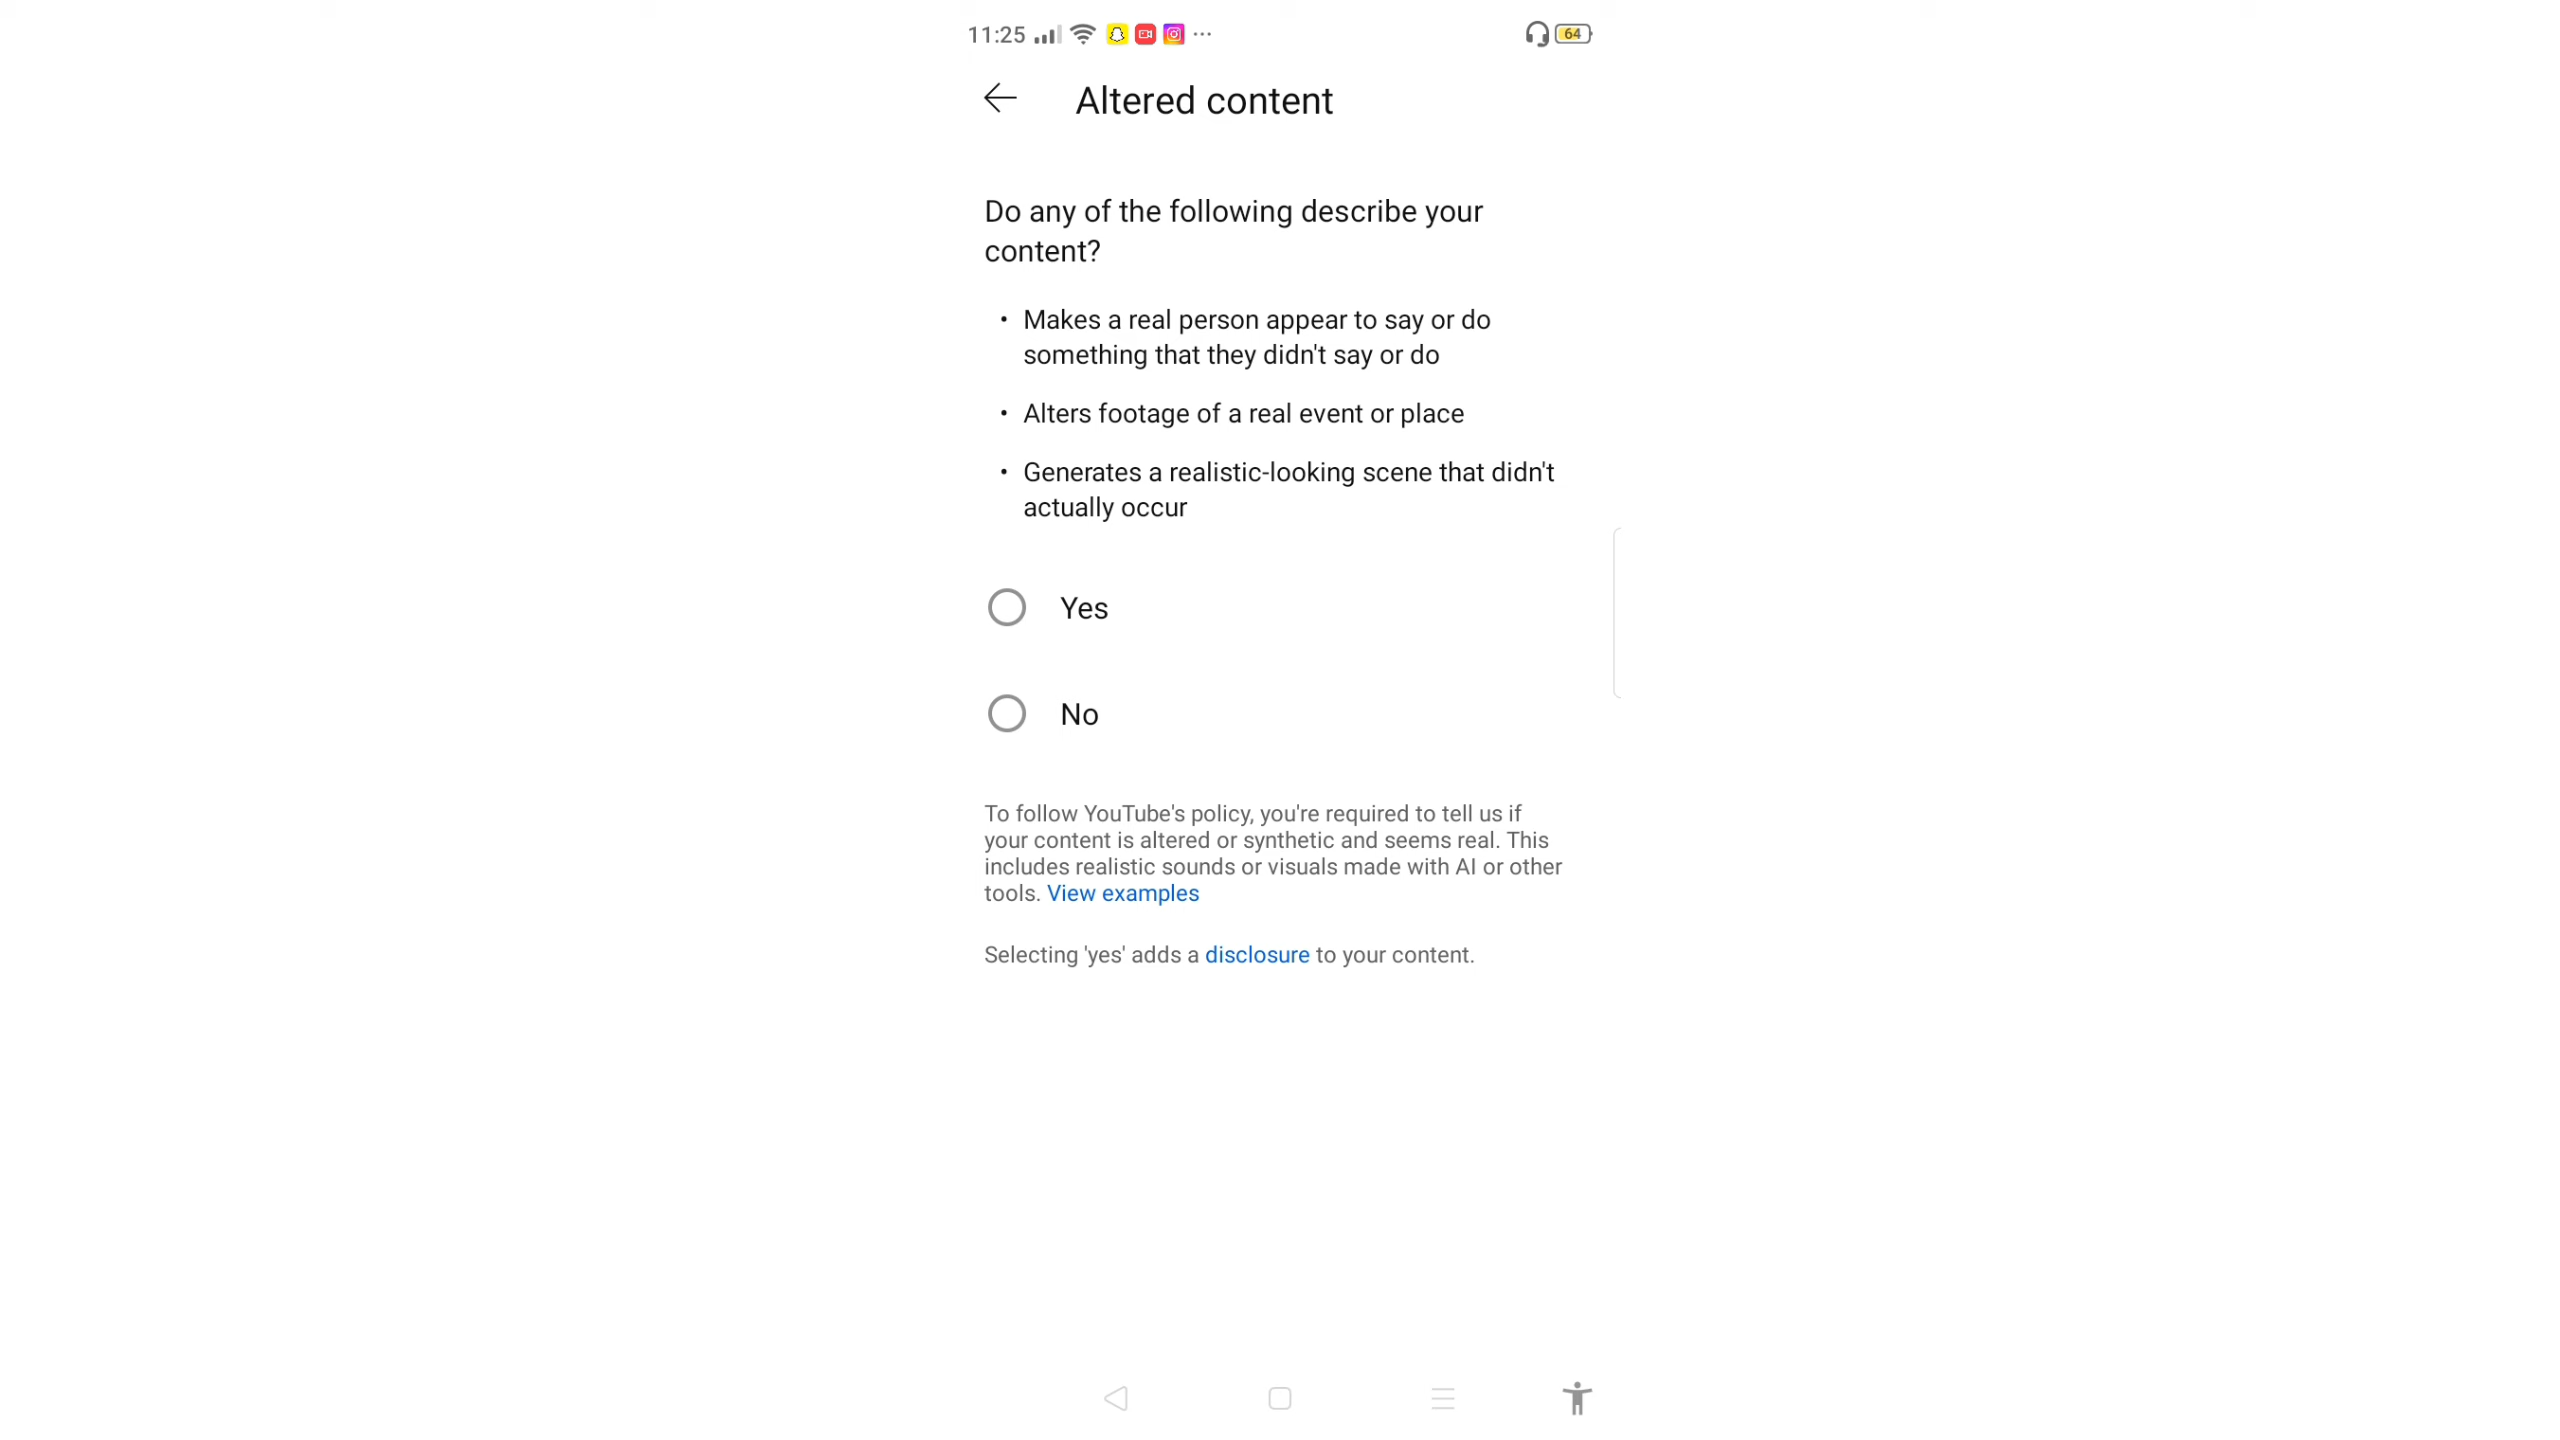 11:25
64
Altered content
Do any of the following describe your
content?
• Makes a real person appear to say or do
something that they didn't say or do
• Alters footage of a real event or place
• Generates a realistic-looking scene that didn't
actually occur
Yes
No
To follow YouTube's policy, you're required to tell us if
your content is altered or synthetic and seems real. This
includes realistic sounds or visuals made with AI or other
tools. View examples
Selecting 'yes' adds a disclosure to your content.